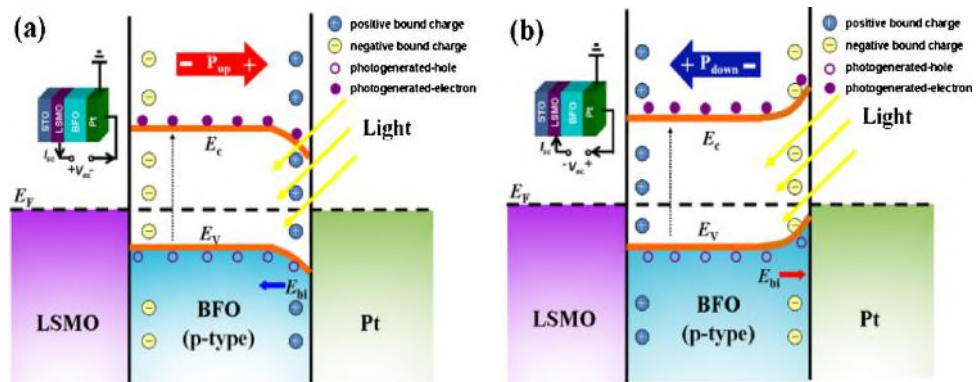 (a)
positive bound charge
negative bound charge
photogenerated-hole
photogenerated-electron
− P_up +
STO
LSMO
BFO
Pt
I_sc
+V_oc-
Light
E_c
E_F
E_V
E_bi
LSMO
BFO
(p-type)
Pt
(b)
positive bound charge
negative bound charge
photogenerated-hole
photogenerated-electron
+ P_down −
STO
LSMO
BFO
Pt
I_sc
-V_oc+
Light
E_c
E_F
E_V
E_bi
LSMO
BFO
(p-type)
Pt